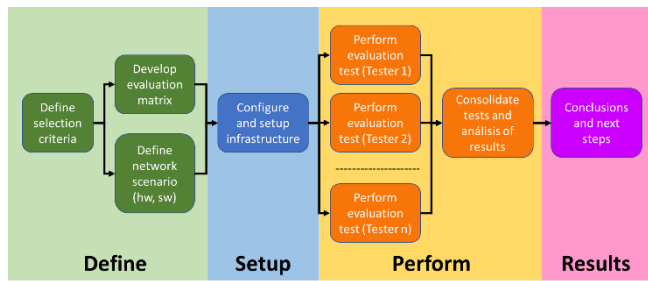 Define
selection
criteria
Develop
evaluation
matrix
Define
network
scenario
(hw, sw)
Configure
and setup
infrastructure
Perform
evaluation
test (Tester 1)
Perform
evaluation
test (Tester 2)
Perform
evaluation
test (Tester n)
Consolidate
tests and
análisis of
results
Conclusions
and next
steps
Define
Setup
Perform
Results